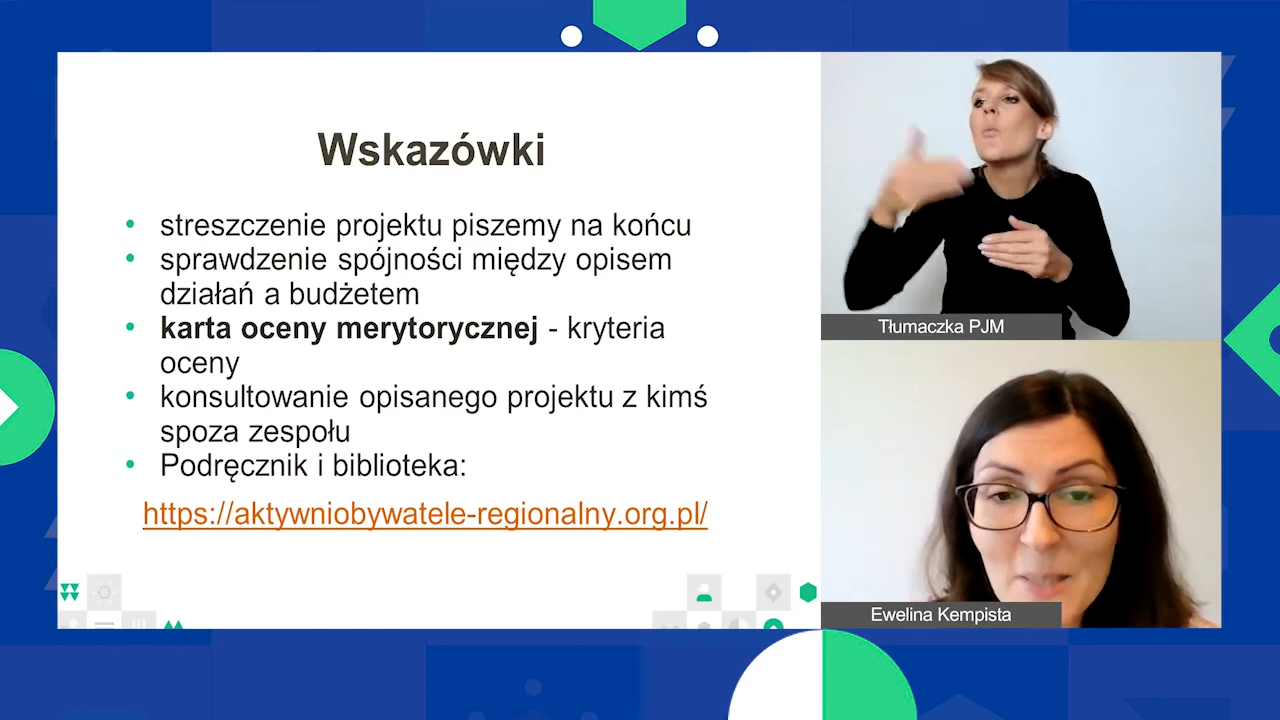 Wskazówki
streszczenie projektu piszemy na końcu
sprawdzenie spójności między opisem
działań a budżetem
karta oceny merytorycznej - kryteria
oceny
konsultowanie opisanego projektu z kimś
spoza zespołu
Podręcznik i biblioteka:
https://aktywniobywatele-regionalny.org.pl/
Tłumaczka PJM
Ewelina Kempista